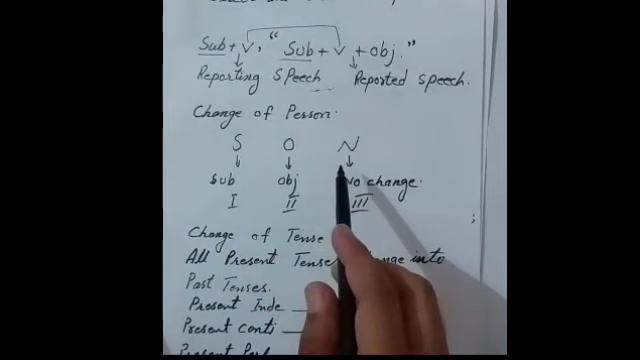 Sub + V, " Sub + V + obj. "
Reporting Speech Reported speech.
Change of Person:
S O N
sub obj No change.
I II III
Change of Tense
All Present Tense change into
Past Tenses.
Present Inde
Present conti
Present